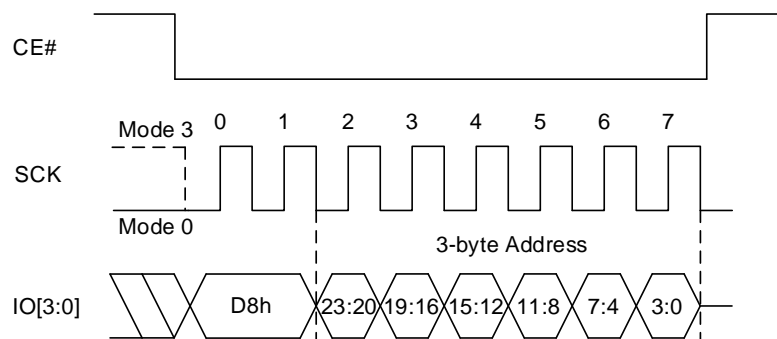 CE#
Mode 3 0 1 2 3 4 5 6 7
SCK
Mode 0
3-byte Address
IO[3:0] D8h 23:20 19:16 15:12 11:8 7:4 3:0